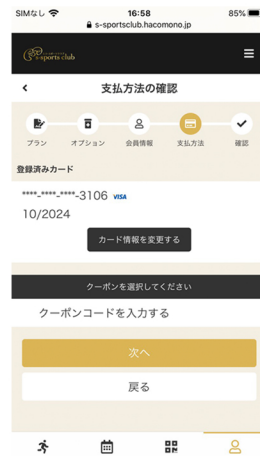 SIMなし 16:58 85%
s-sportsclub.hacomono.jp
s-sports club
支払方法の確認
プラン オプション 会員情報 支払方法 確認
登録済みカード
****-****-****-3106 VISA
10/2024
カード情報を変更する
クーポンを選択してください
クーポンコードを入力する
次へ
戻る